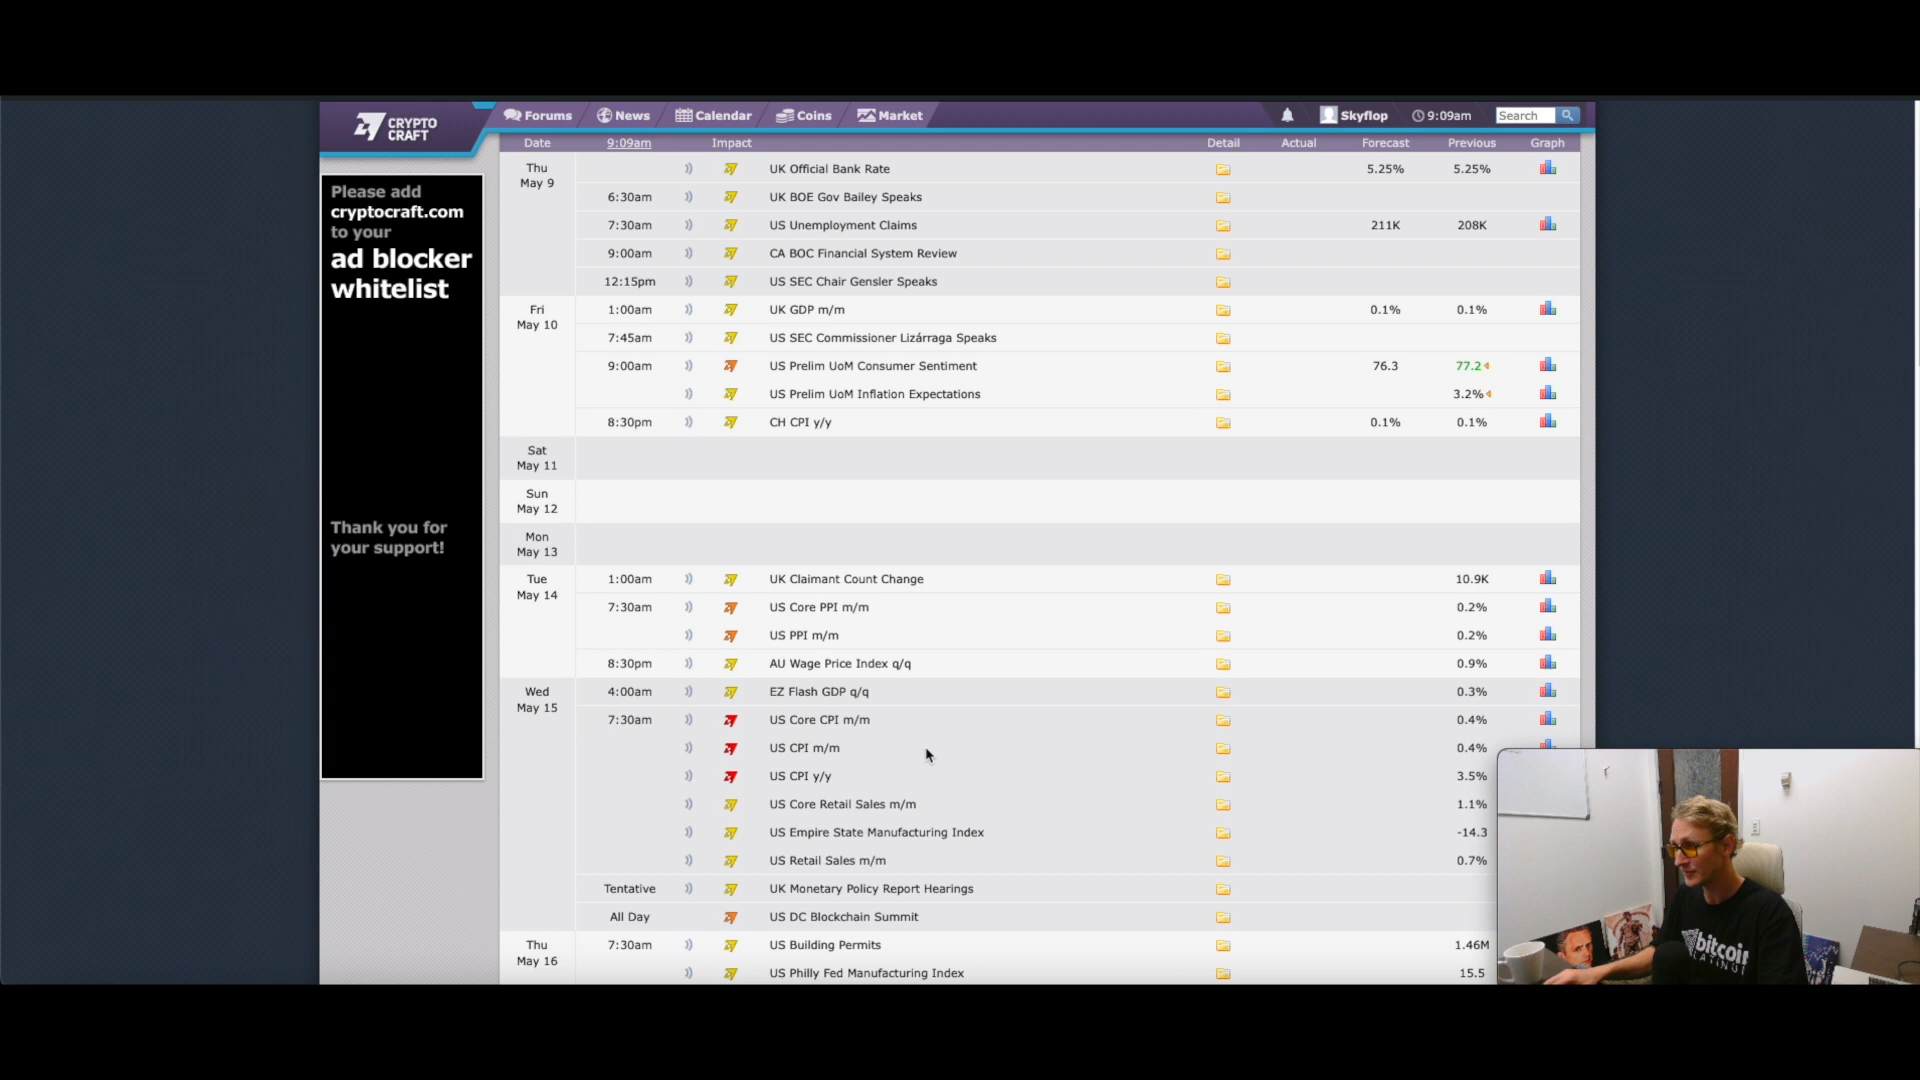 CRYPTO
CRAFT
Forums News Calendar Coins Market Skyflop 9:09am Search
Date 9:09am Impact Detail Actual Forecast Previous Graph
Please add
cryptocraft.com
to your
ad blocker
whitelist
Thank you for
your support!
Thu May 9 UK Official Bank Rate 5.25% 5.25%
6:30am UK BOE Gov Bailey Speaks
7:30am US Unemployment Claims 211K 208K
9:00am CA BOC Financial System Review
12:15pm US SEC Chair Gensler Speaks
Fri May 10 1:00am UK GDP m/m 0.1% 0.1%
7:45am US SEC Commissioner Lizárraga Speaks
9:00am US Prelim UoM Consumer Sentiment 76.3 77.2
US Prelim UoM Inflation Expectations 3.2%
8:30pm CH CPI y/y 0.1% 0.1%
Sat
May 11
Sun
May 12
Mon
May 13
Tue May 14 1:00am UK Claimant Count Change 10.9K
7:30am US Core PPI m/m 0.2%
US PPI m/m 0.2%
8:30pm AU Wage Price Index q/q 0.9%
Wed May 15 4:00am EZ Flash GDP q/q 0.3%
7:30am US Core CPI m/m 0.4%
US CPI m/m 0.4%
US CPI y/y 3.5%
US Core Retail Sales m/m 1.1%
US Empire State Manufacturing Index -14.3
US Retail Sales m/m 0.7%
Tentative UK Monetary Policy Report Hearings
All Day US DC Blockchain Summit
Thu May 16 7:30am US Building Permits 1.46M
US Philly Fed Manufacturing Index 15.5
bitcoin